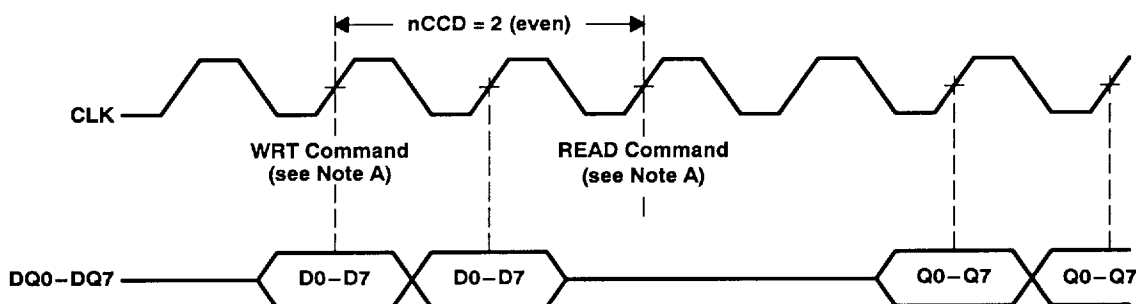 nCCD = 2 (even)
CLK
WRT Command
(see Note A)
READ Command
(see Note A)
DQ0–DQ7
D0–D7
D0–D7
Q0–Q7
Q0–Q7